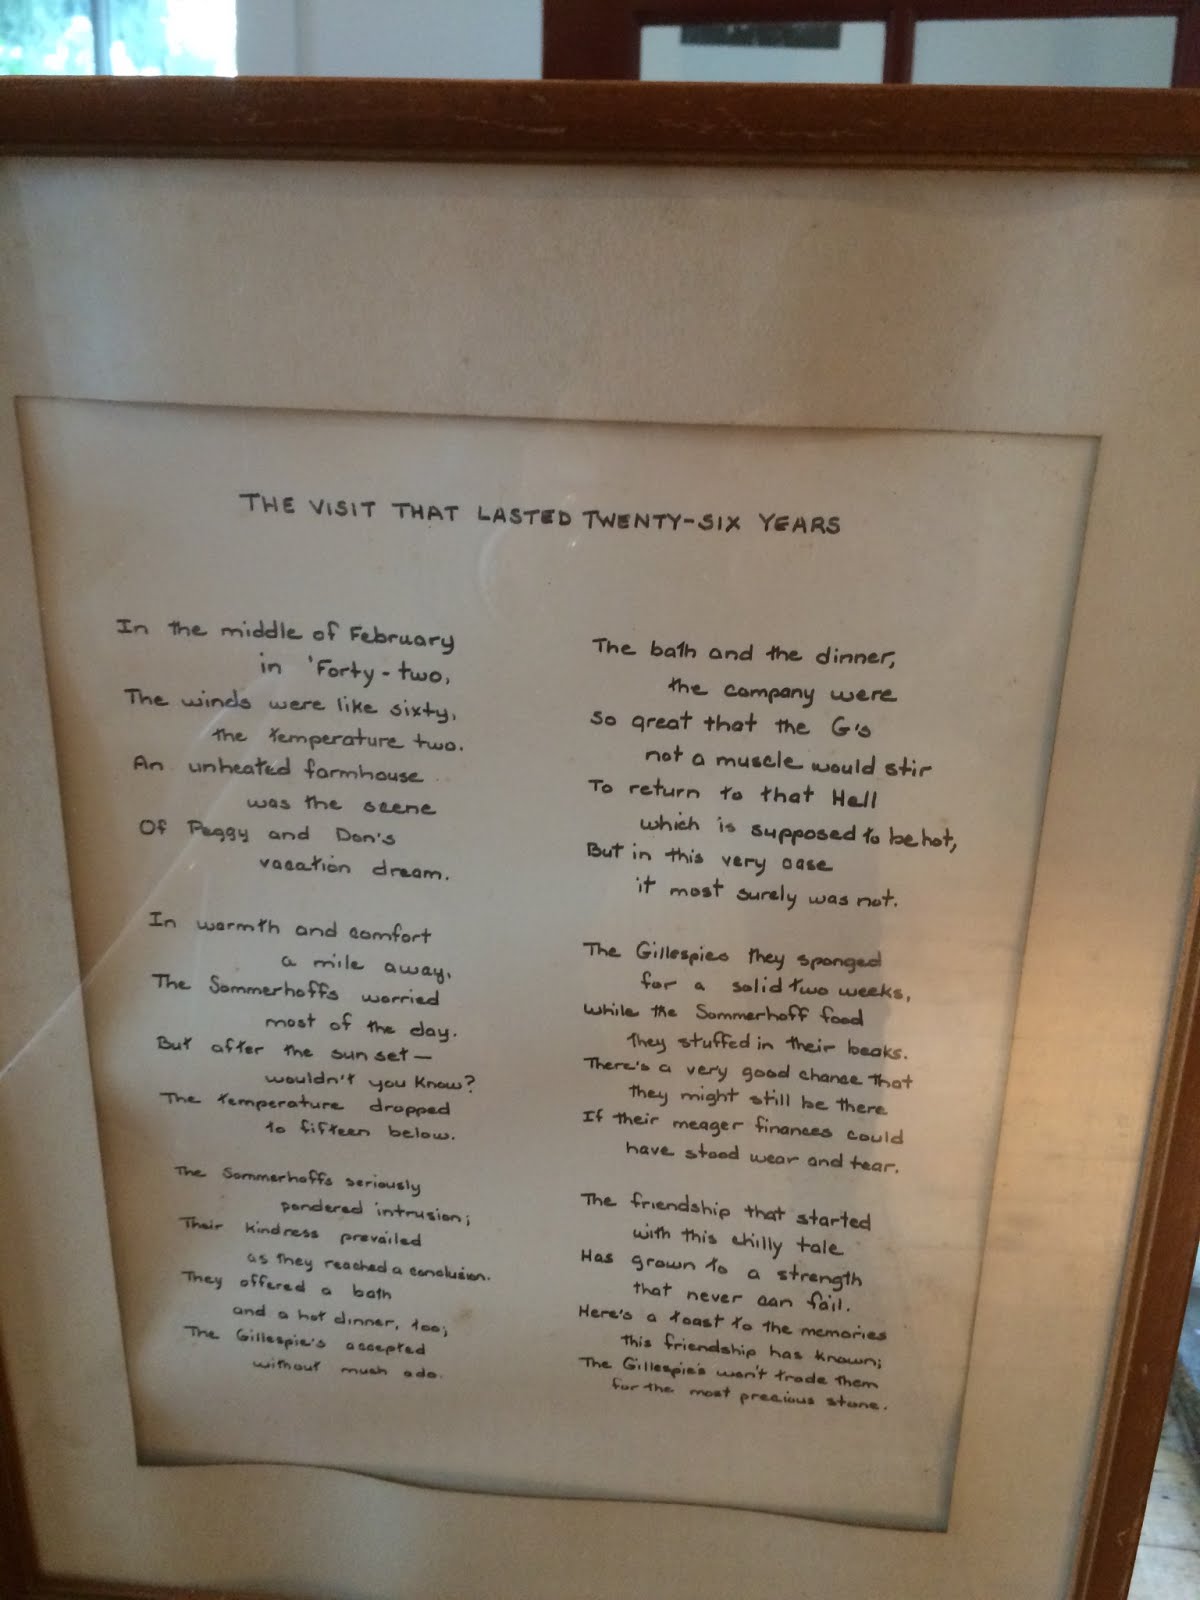 THE VISIT THAT LASTED TWENTY-SIX YEARS
In the middle of February
in 'Forty-two,
The winds were like sixty,
the temperature two.
An unheated farmhouse
was the scene
Of Peggy and Don's
vacation dream.
In warmth and comfort
a mile away,
The Sommerhoffs worried
most of the day.
But after the sun set—
wouldn't you know?
The temperature dropped
to fifteen below.
The Sommerhoffs seriously
pondered intrusion;
Their kindness prevailed
as they reached a conclusion.
They offered a bath
and a hot dinner, too;
The Gillespie's accepted
without much ado.
The bath and the dinner,
the company were
So great that the G's
not a muscle would stir
To return to that Hell
which is supposed to be hot,
But in this very case
it most surely was not.
The Gillespies they sponged
for a solid two weeks,
While the Sommerhoff food
they stuffed in their beaks.
There's a very good chance that
they might still be there
If their meager finances could
have stood wear and tear.
The friendship that started
with this chilly tale
Has grown to a strength
that never can fail.
Here's a toast to the memories
this friendship has known;
The Gillespies won't trade them
for the most precious stone.